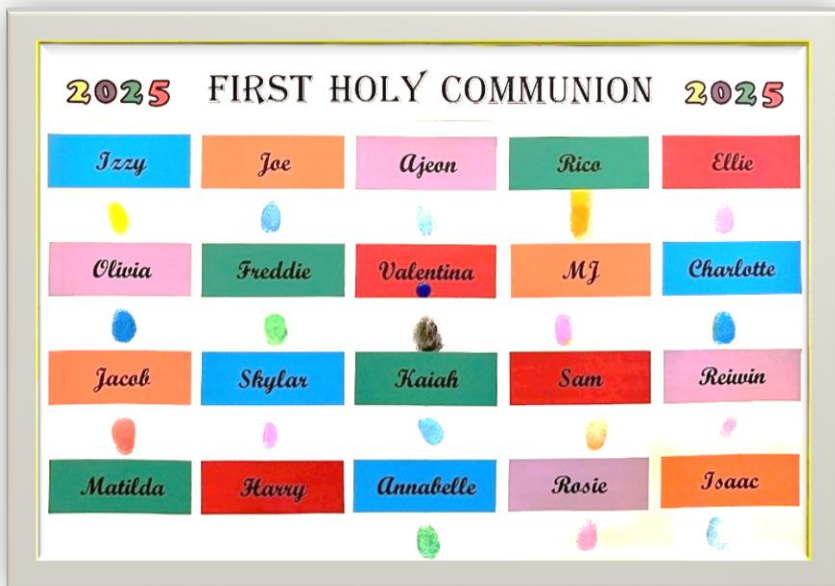 2025 FIRST HOLY COMMUNION 2025
Izzy Joe Ajeon Rico Ellie
Olivia Freddie Valentina MJ Charlotte
Jacob Skylar Kaiah Sam Reiwin
Matilda Harry Annabelle Rosie Isaac